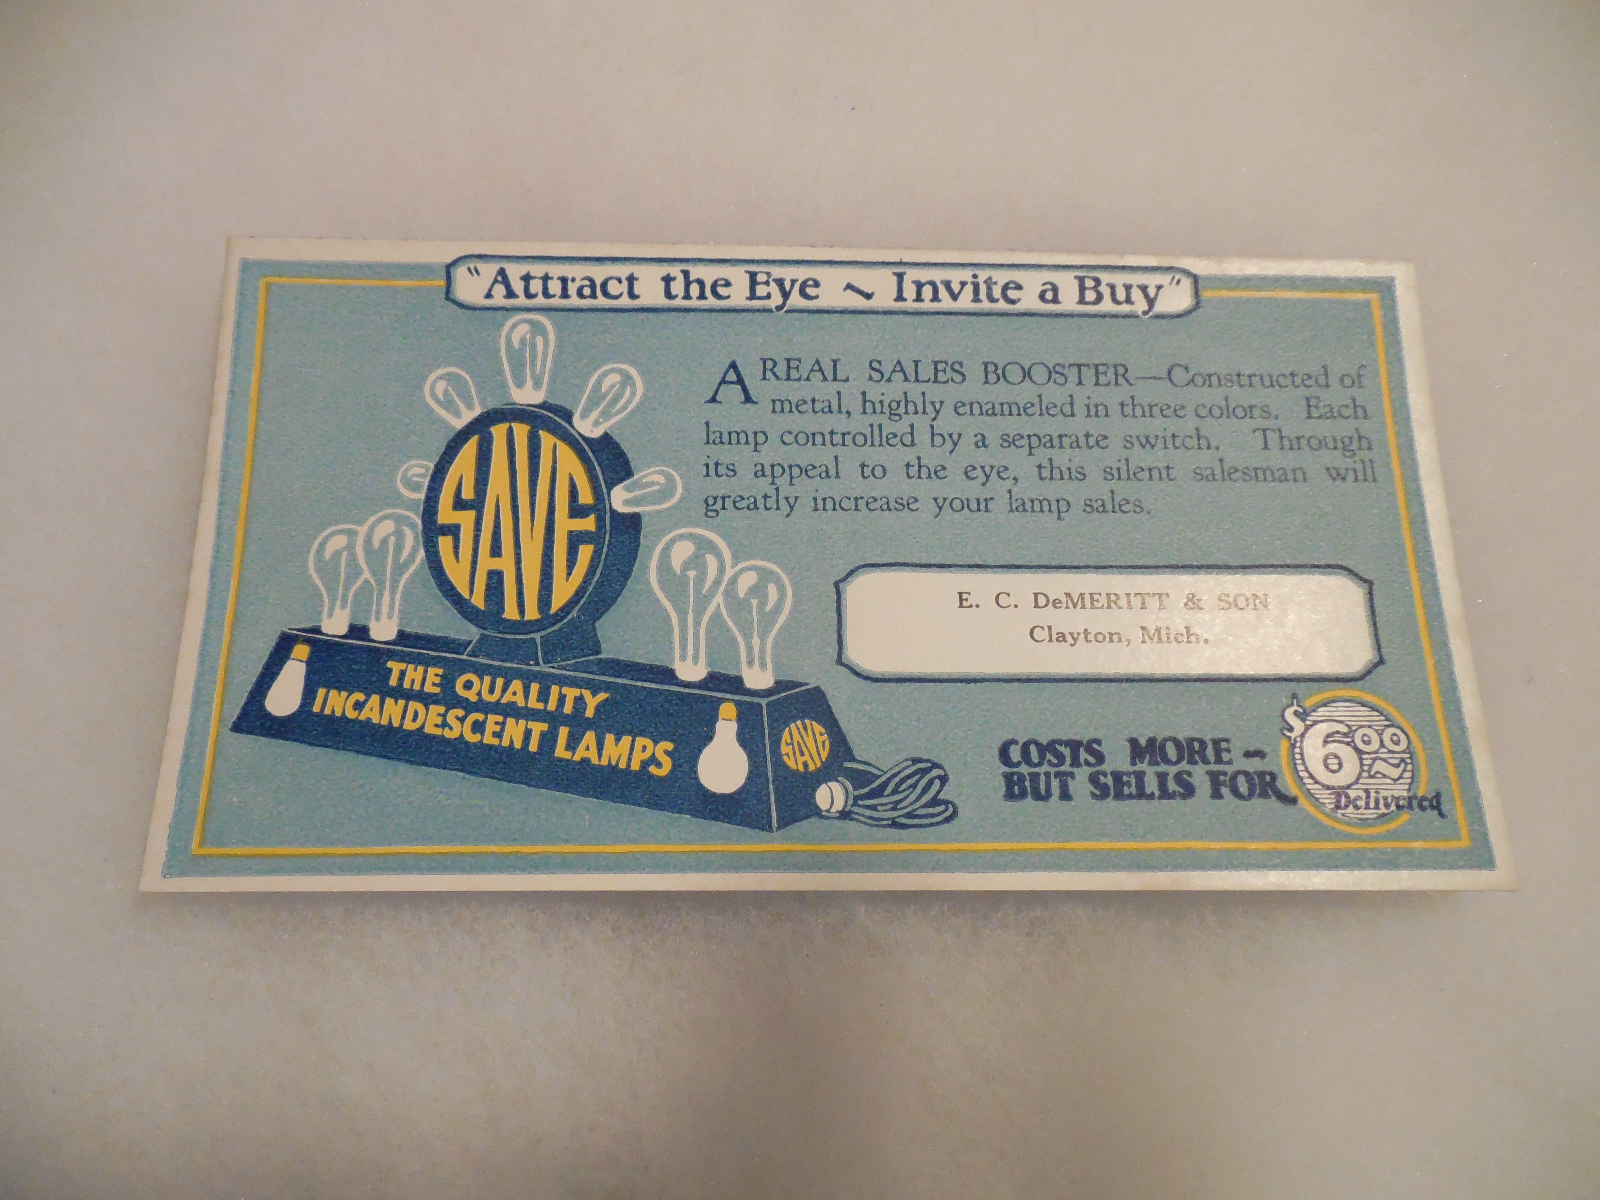 "Attract the Eye ~ Invite a Buy"
A REAL SALES BOOSTER—Constructed of
metal, highly enameled in three colors. Each
lamp controlled by a separate switch. Through
its appeal to the eye, this silent salesman will
greatly increase your lamp sales.
SAVE
THE QUALITY
INCANDESCENT LAMPS
SAVE
E. C. DeMERITT & SON
Clayton, Mich.
COSTS MORE -
BUT SELLS FOR
$6.00
Delivered